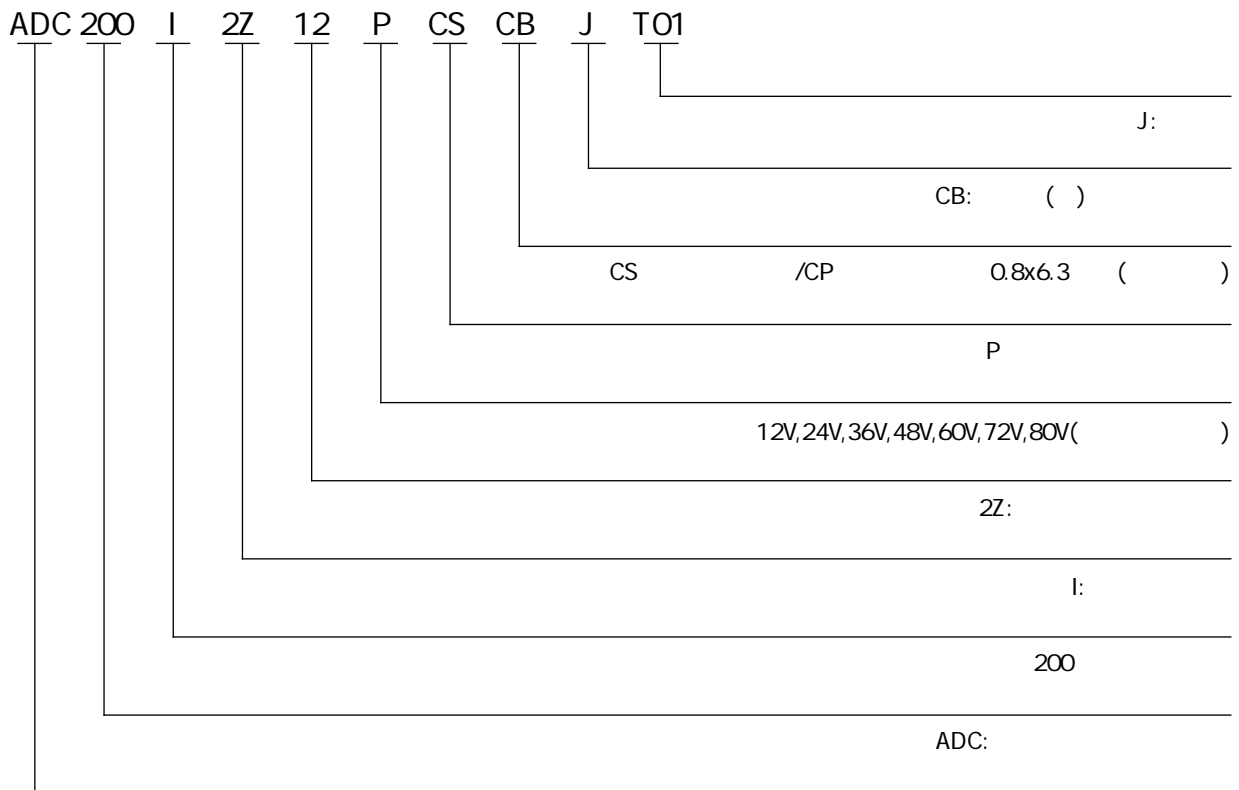 ADC 200 I 2Z 12 P CS CB J T01
J:
CB: ( )
CS /CP 0.8x6.3 ( )
P
12V,24V,36V,48V,60V,72V,80V( )
2Z:
I:
200
ADC: